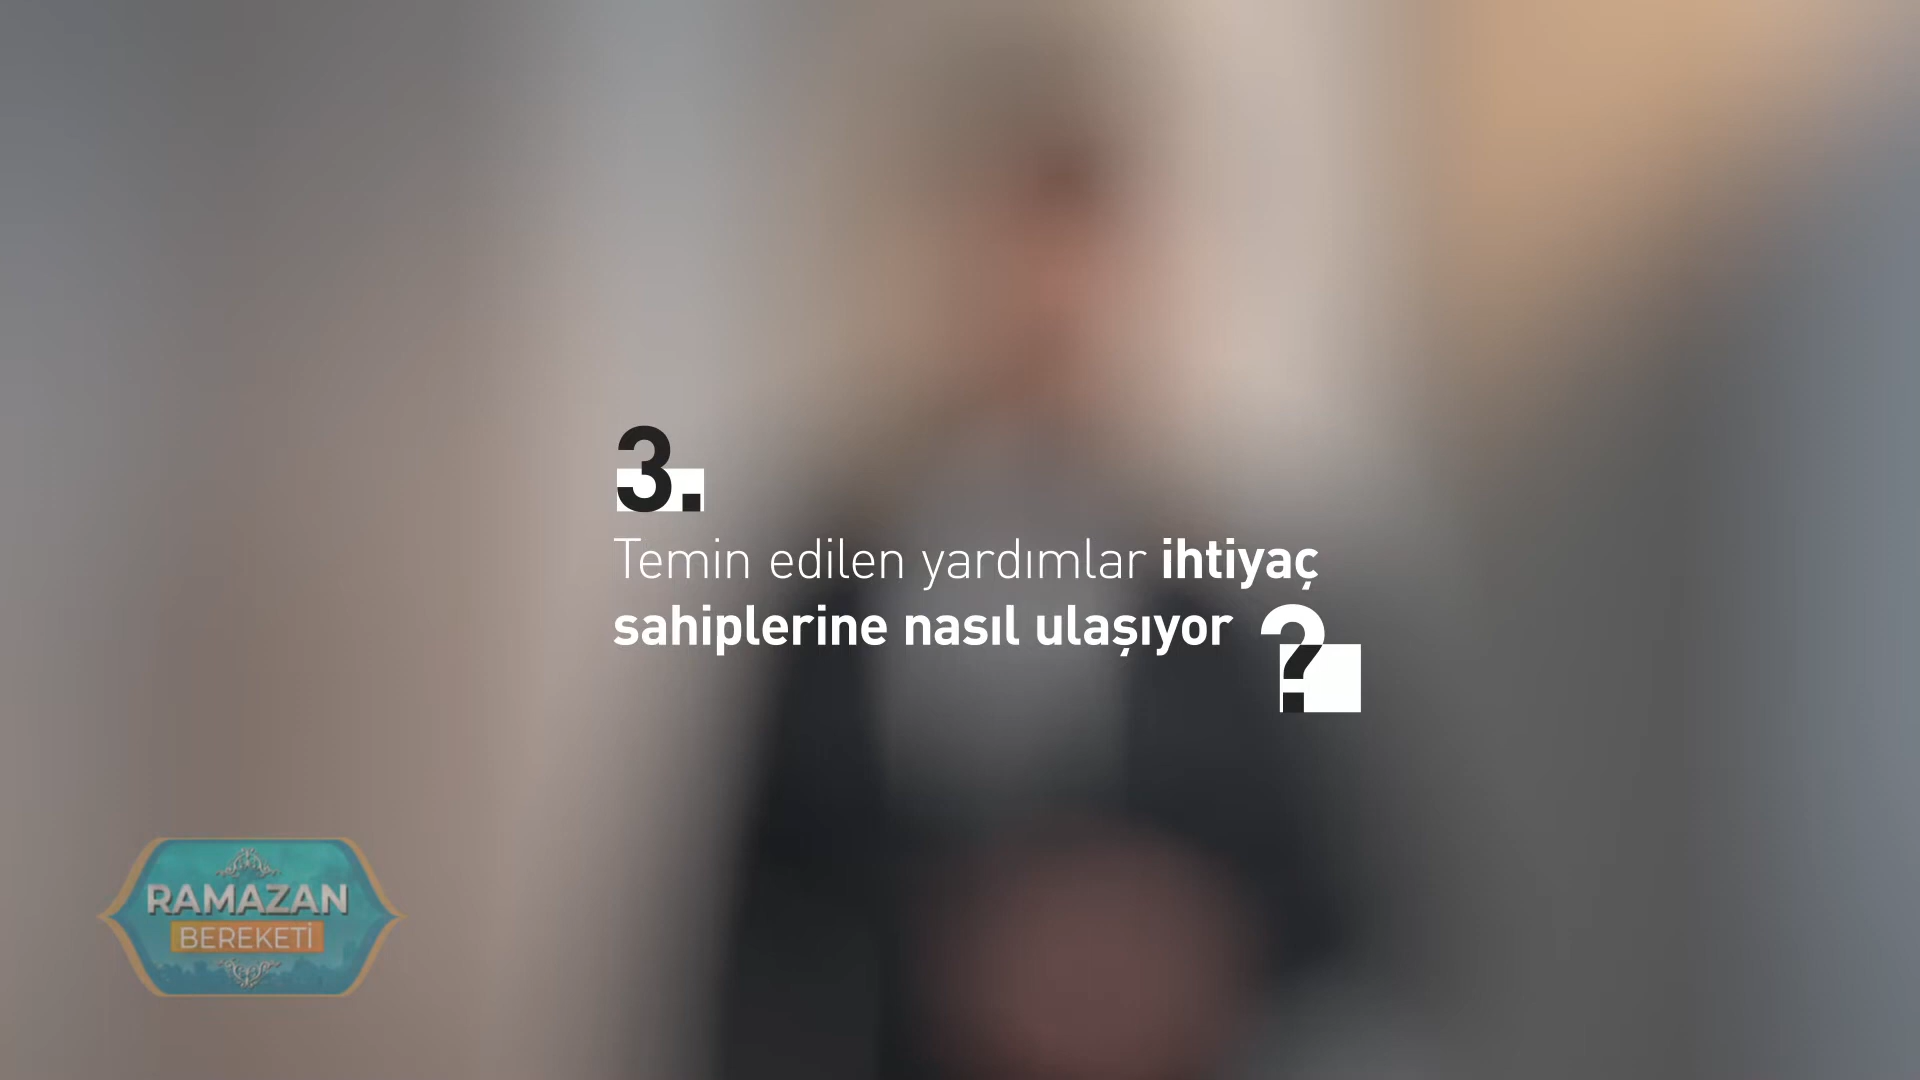 3.
Temin edilen yardımlar ihtiyaç
sahiplerine nasıl ulaşıyor ?
RAMAZAN
BEREKETİ